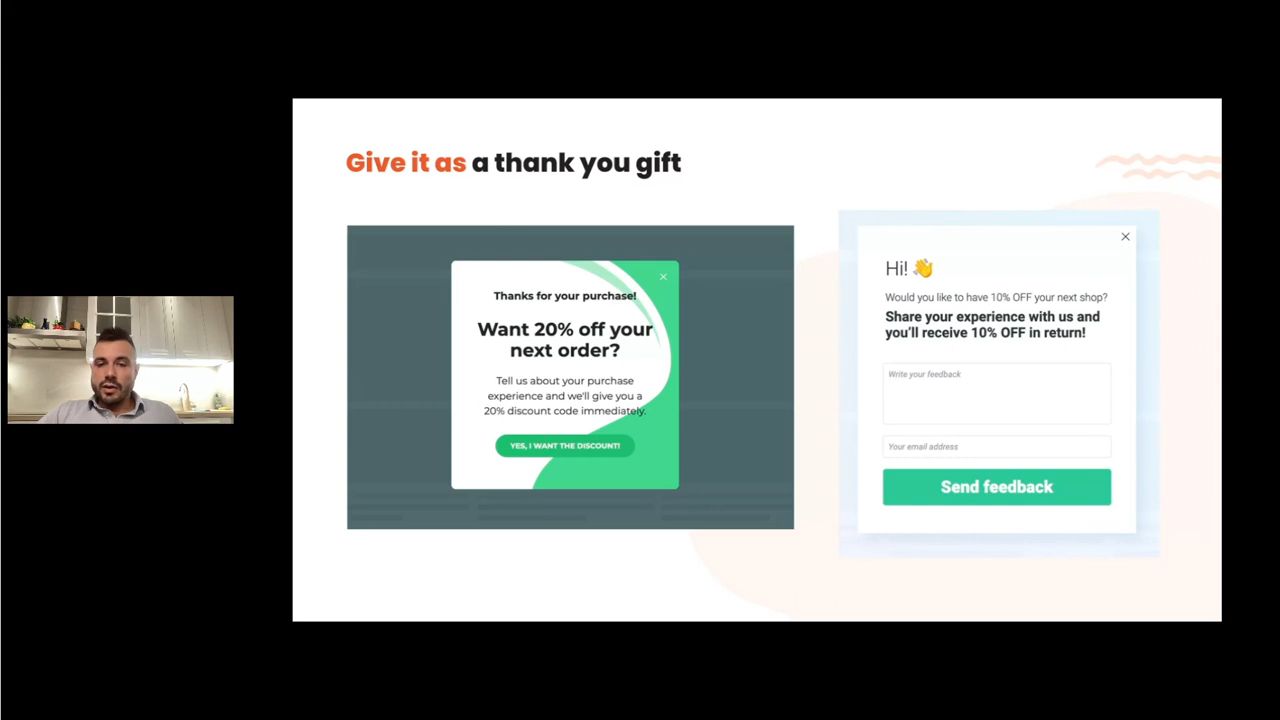 Give it as a thank you gift
Thanks for your purchase!
Want 20% off your
next order?
Tell us about your purchase
experience and we'll give you a
20% discount code immediately.
YES, I WANT THE DISCOUNT!
Hi! 👋
Would you like to have 10% OFF your next shop?
Share your experience with us and
you'll receive 10% OFF in return!
Write your feedback
Your email address
Send feedback